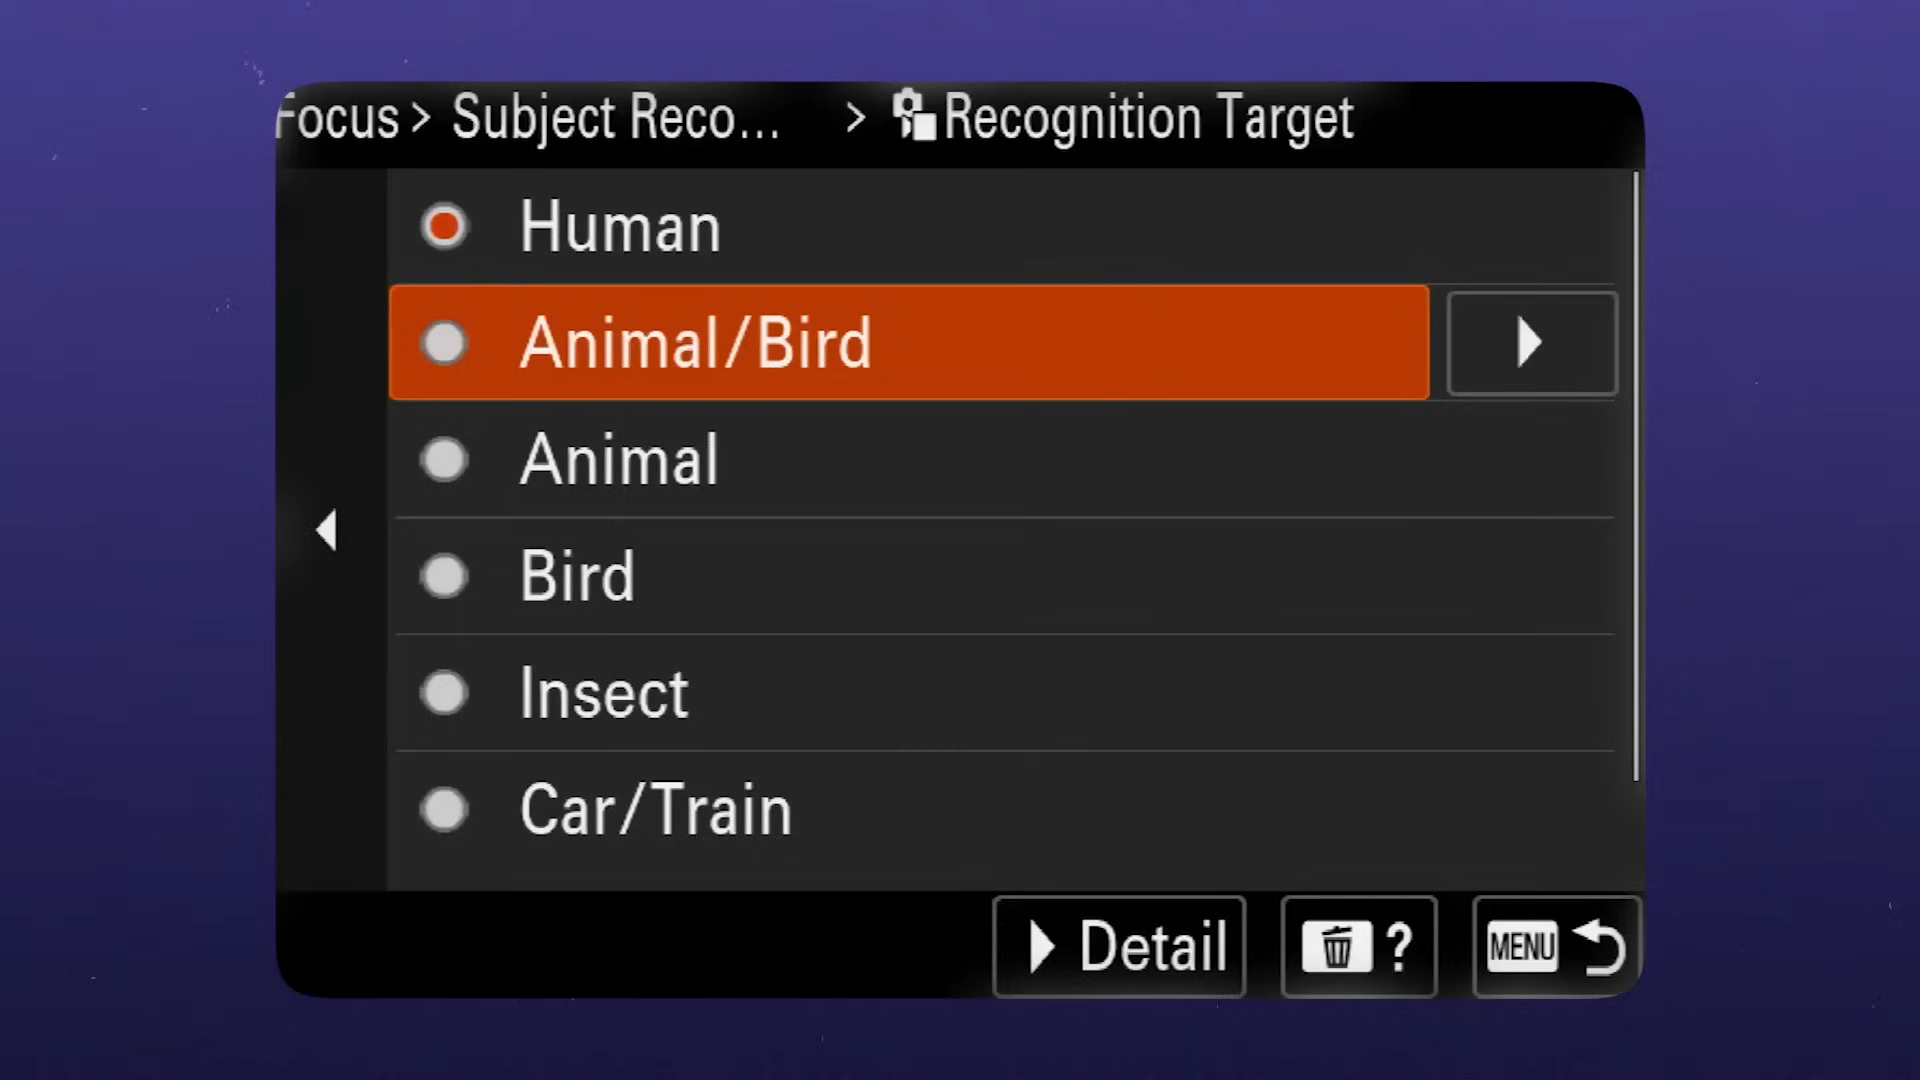 Focus > Subject Reco... > Recognition Target
Human
Animal/Bird
Animal
Bird
Insect
Car/Train
Detail
?
MENU